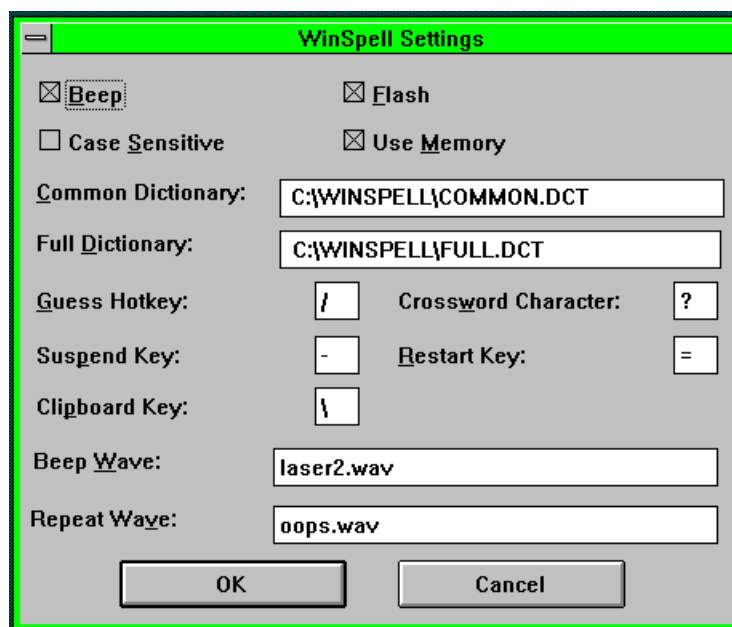 WinSpell Settings
Beep Flash
Case Sensitive Use Memory
Common Dictionary: C:\WINSPELL\COMMON.DCT
Full Dictionary: C:\WINSPELL\FULL.DCT
Guess Hotkey: / Crossword Character: ?
Suspend Key: - Restart Key: =
Clipboard Key: \
Beep Wave: laser2.wav
Repeat Wave: oops.wav
OK Cancel